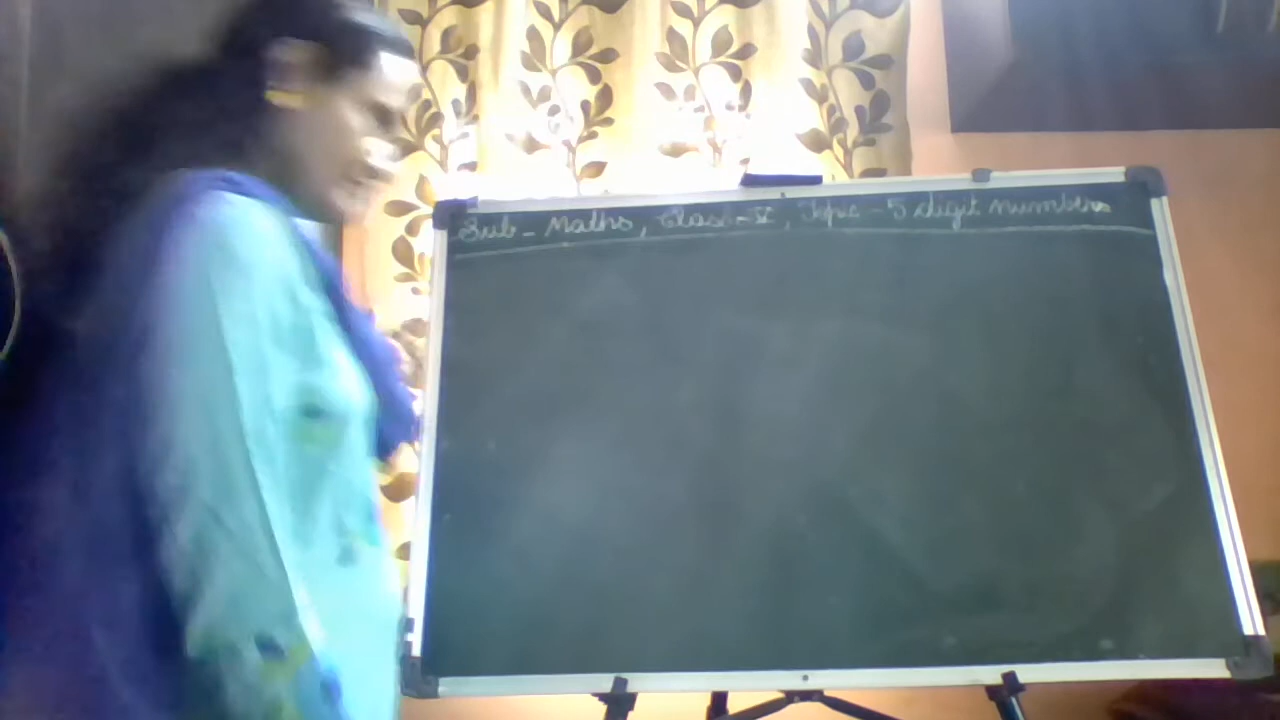 Sub - Maths, Class - V, Topic - 5 digit numbers